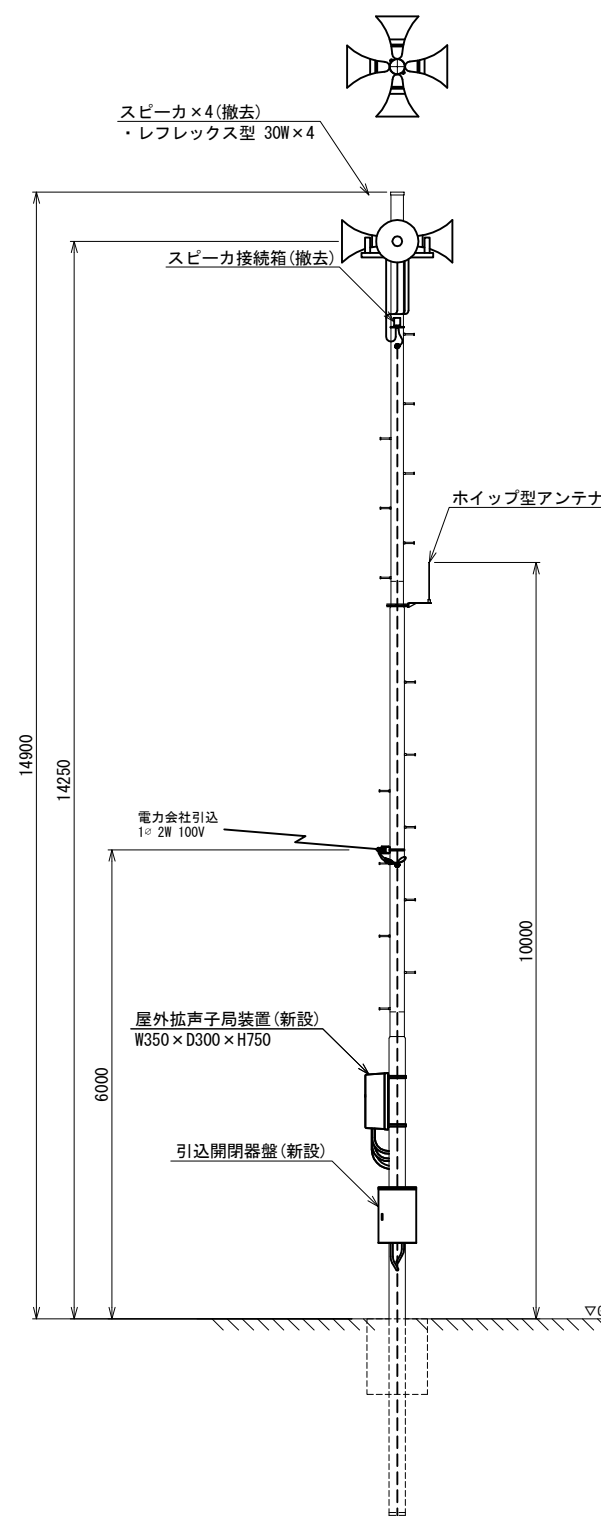 スピーカ×4(撤去)
・レフレックス型 30W×4
スピーカ接続箱(撤去)
ホイップ型アンテナ
14900
14250
電力会社引込
1⌀ 2W 100V
10000
屋外拡声子局装置(新設)
W350×D300×H750
6000
引込開閉器盤(新設)
▽G